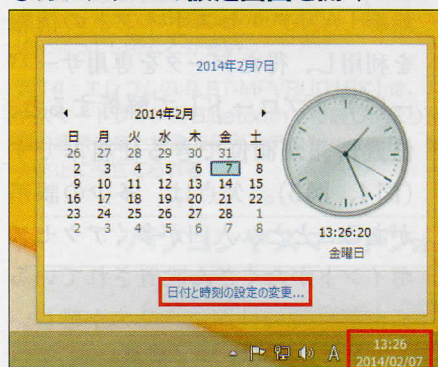 2014年2月7日
2014年2月
日 月 火 水 木 金 土
26 27 28 29 30 31 1
2 3 4 5 6 7 8
9 10 11 12 13 14 15
16 17 18 19 20 21 22
23 24 25 26 27 28 1
2 3 4 5 6 7 8
13:26:20
金曜日
日付と時刻の設定の変更...
A 13:26
2014/02/07